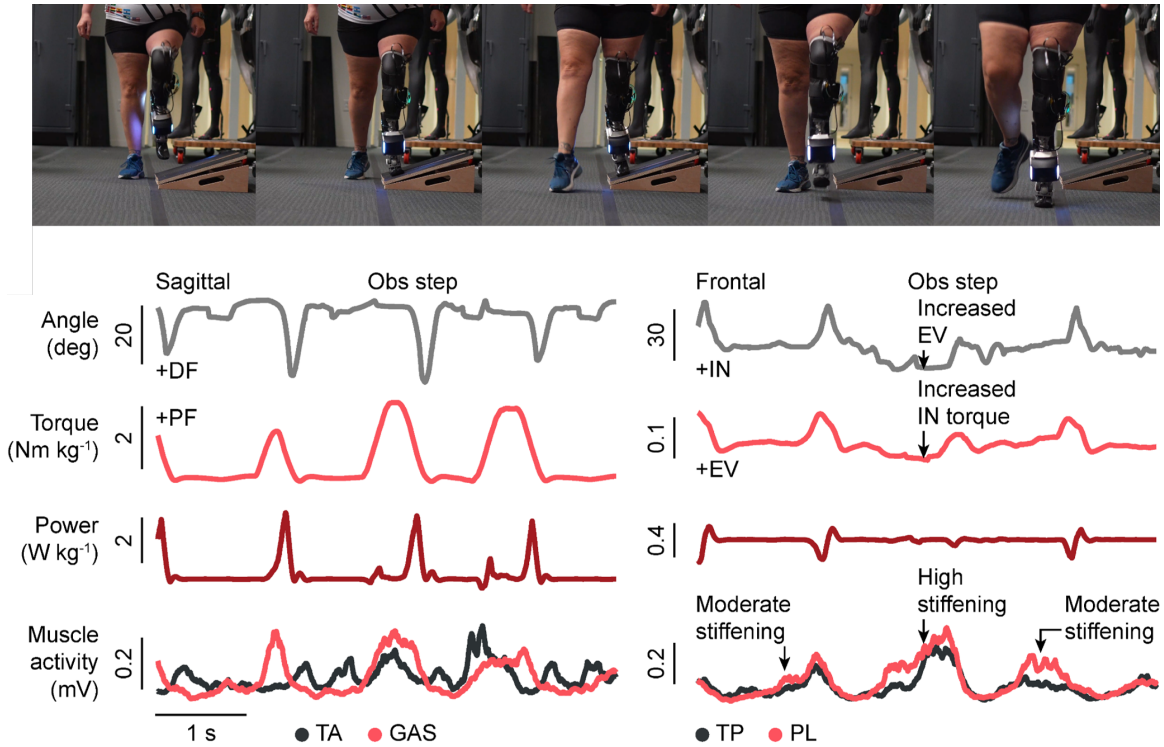 Sagittal
Obs step
Angle
(deg)
20
+DF
Torque
(Nm kg⁻¹)
2
+PF
Power
(W kg⁻¹)
2
Muscle
activity
(mV)
0.2
1 s
TA
GAS
Frontal
Obs step
Increased
EV
30
+IN
Increased
IN torque
0.1
+EV
0.4
High
stiffening
Moderate
stiffening
Moderate
stiffening
0.2
TP
PL